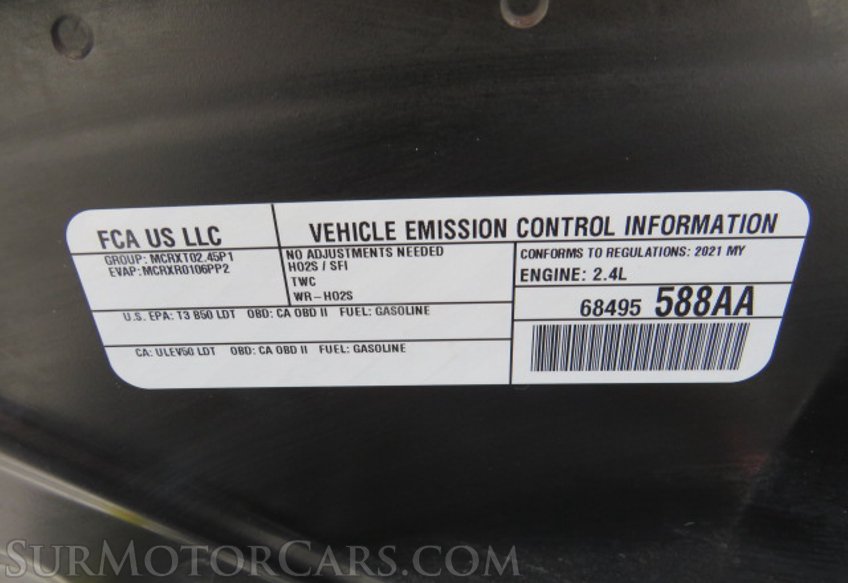 FCA US LLC
GROUP: MCRXT02.45P1
EVAP: MCRXR0106PP2
VEHICLE EMISSION CONTROL INFORMATION
NO ADJUSTMENTS NEEDED
HO2S / SFI
TWC
WR-HO2S
CONFORMS TO REGULATIONS: 2021 MY
ENGINE: 2.4L
U.S. EPA: T3 B50 LDT OBD: CA OBD II FUEL: GASOLINE
CA: ULEV50 LDT OBD: CA OBD II FUEL: GASOLINE
68495 588AA
SURMOTORCARS.COM